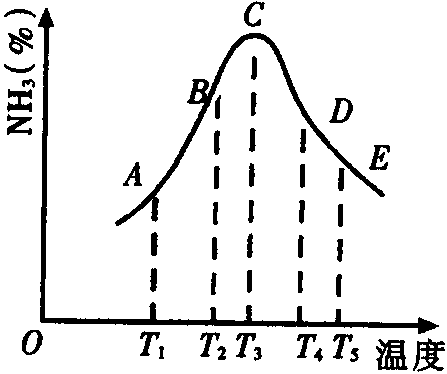 NH₃(%)
C
B
D
A
E
O
T₁ T₂ T₃ T₄ T₅ 温度